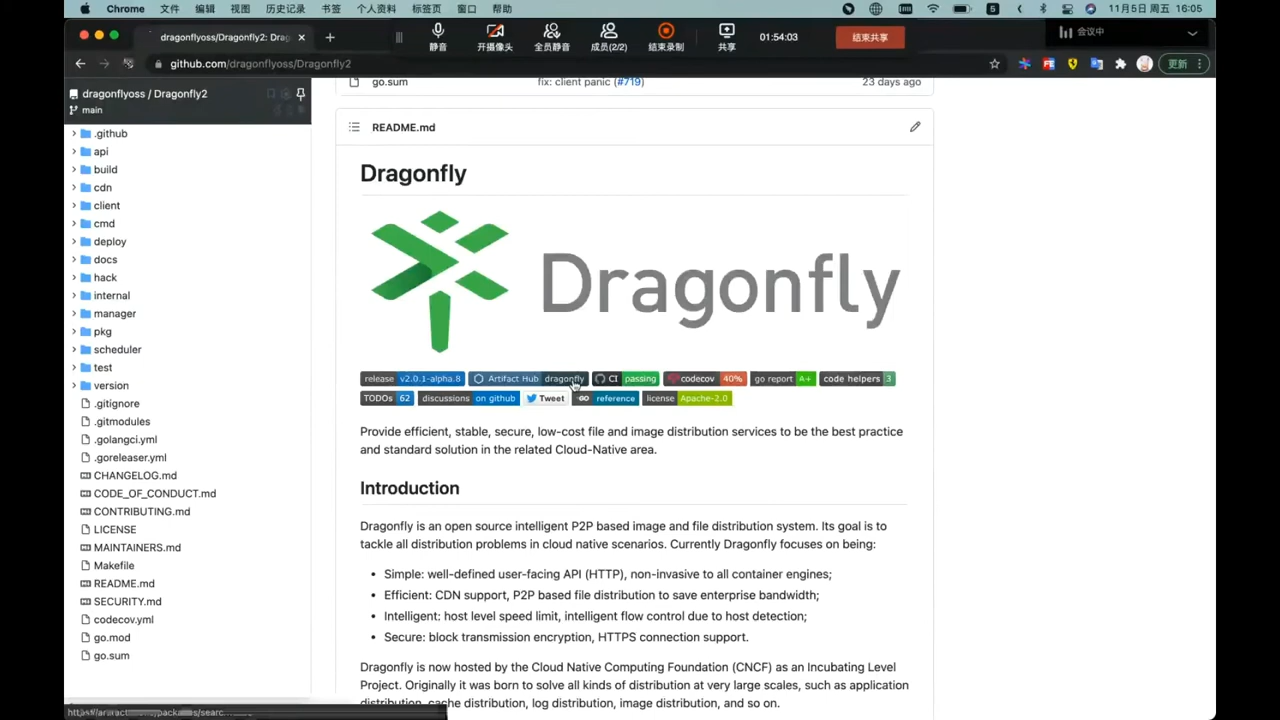 Chrome 文件 编辑 视图 历史记录 书签 个人资料 标签页 窗口 帮助 5 11月5日 周五 16:05
dragonflyoss/Dragonfly2: Drag
静音 开摄像头 全员静音 成员(2/2) 结束录制 共享 01:54:03 结束共享 会议中
github.com/dragonflyoss/Dragonfly2 更新
dragonflyoss / Dragonfly2
main
.github
api
build
cdn
client
cmd
deploy
docs
hack
internal
manager
pkg
scheduler
test
version
.gitignore
.gitmodules
.golangci.yml
.goreleaser.yml
CHANGELOG.md
CODE_OF_CONDUCT.md
CONTRIBUTING.md
LICENSE
MAINTAINERS.md
Makefile
README.md
SECURITY.md
codecov.yml
go.mod
go.sum
go.sum fix: client panic (#719) 23 days ago
README.md
Dragonfly
Dragonfly
release v2.0.1-alpha.8 Artifact Hub dragonfly CI passing codecov 40% go report A+ code helpers 3
TODOs 62 discussions on github Tweet GO reference license Apache-2.0
Provide efficient, stable, secure, low-cost file and image distribution services to be the best practice
and standard solution in the related Cloud-Native area.
Introduction
Dragonfly is an open source intelligent P2P based image and file distribution system. Its goal is to
tackle all distribution problems in cloud native scenarios. Currently Dragonfly focuses on being:
• Simple: well-defined user-facing API (HTTP), non-invasive to all container engines;
• Efficient: CDN support, P2P based file distribution to save enterprise bandwidth;
• Intelligent: host level speed limit, intelligent flow control due to host detection;
• Secure: block transmission encryption, HTTPS connection support.
Dragonfly is now hosted by the Cloud Native Computing Foundation (CNCF) as an Incubating Level
Project. Originally it was born to solve all kinds of distribution at very large scales, such as application
distribution, cache distribution, log distribution, image distribution, and so on.